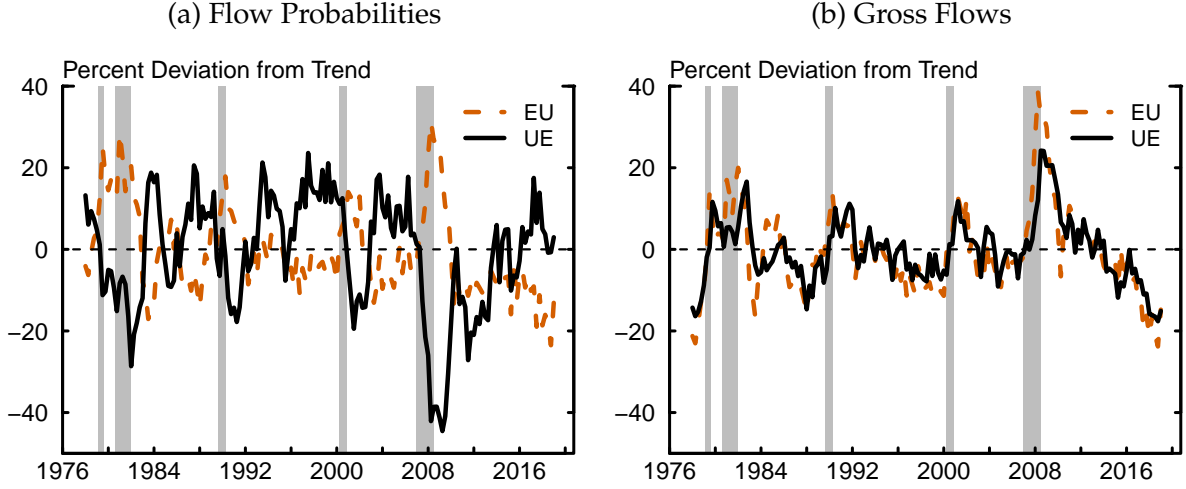 (a) Flow Probabilities
Percent Deviation from Trend
40
20
0
−20
−40
EU
UE
1976 1984 1992 2000 2008 2016
(b) Gross Flows
Percent Deviation from Trend
40
20
0
−20
−40
EU
UE
1976 1984 1992 2000 2008 2016